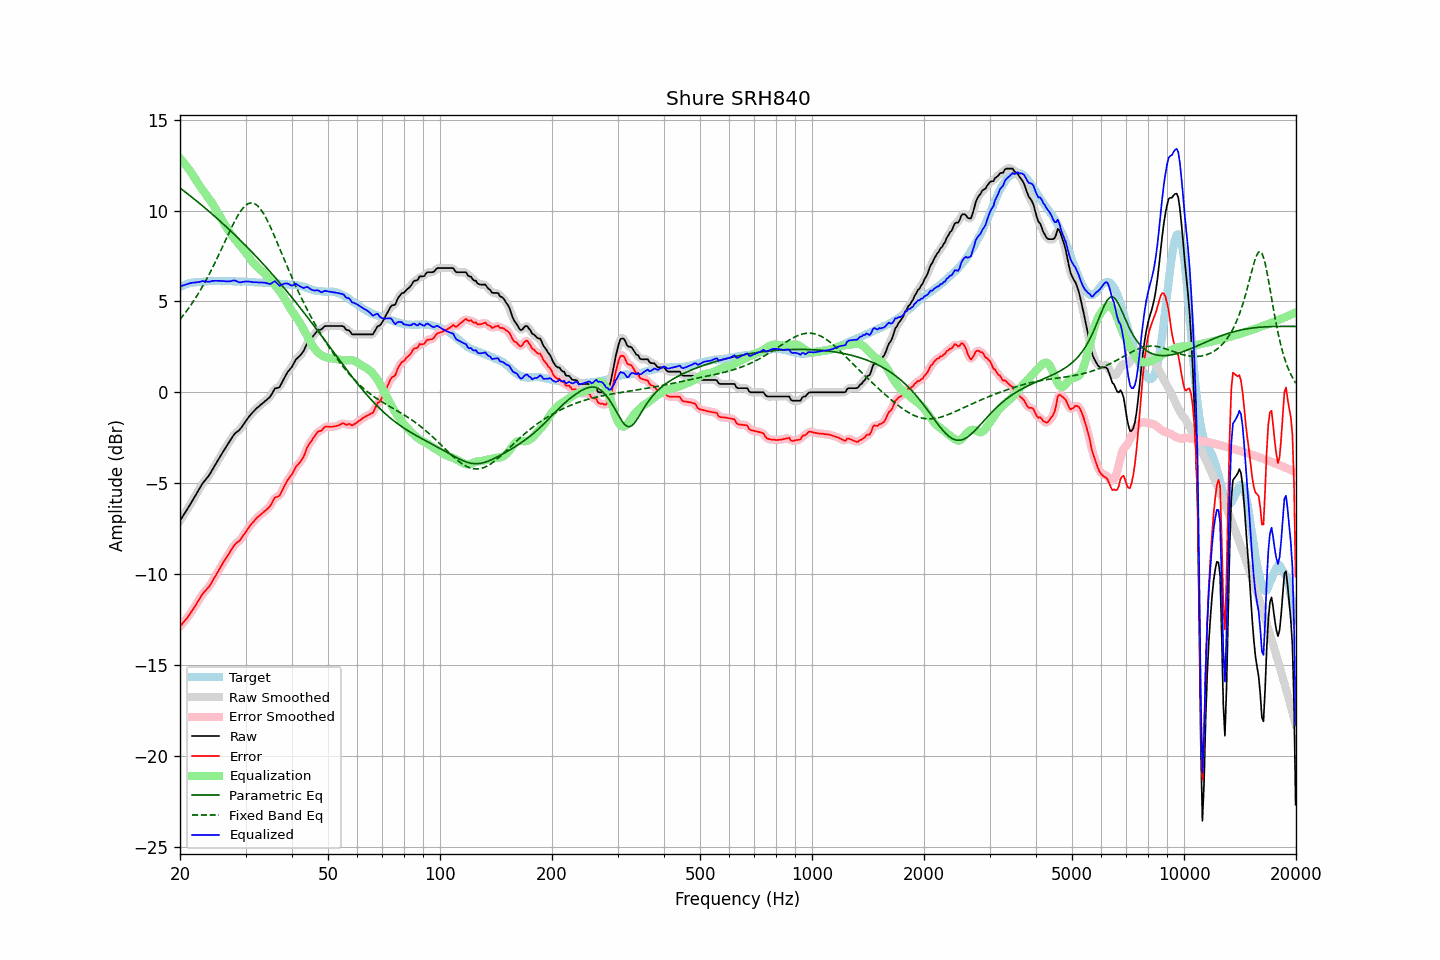 Shure SRH840
15
10
5
0
−5
−10
−15
−20
−25
Amplitude (dBr)
Target
Raw Smoothed
Error Smoothed
Raw
Error
Equalization
Parametric Eq
Fixed Band Eq
Equalized
20 50 100 200 500 1000 2000 5000 10000 20000
Frequency (Hz)